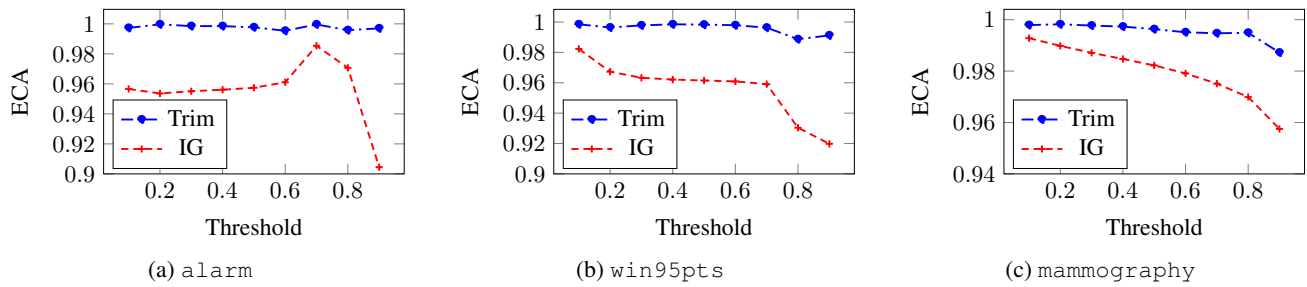 1
0.98
0.96
0.94
0.92
0.9
ECA
Trim
IG
0.2 0.4 0.6 0.8
Threshold
(a) alarm
1
0.98
0.96
0.94
0.92
0.9
ECA
Trim
IG
0.2 0.4 0.6 0.8
Threshold
(b) win95pts
1
0.98
0.96
0.94
ECA
Trim
IG
0.2 0.4 0.6 0.8
Threshold
(c) mammography